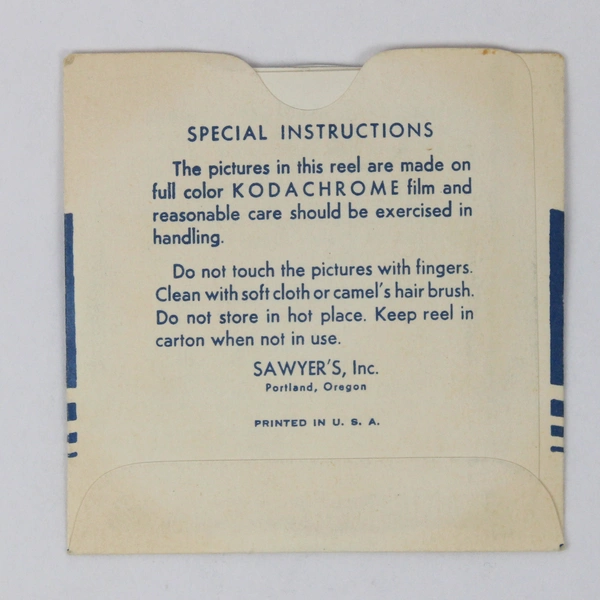 SPECIAL INSTRUCTIONS
The pictures in this reel are made on
full color KODACHROME film and
reasonable care should be exercised in
handling.
Do not touch the pictures with fingers.
Clean with soft cloth or camel's hair brush.
Do not store in hot place. Keep reel in
carton when not in use.
SAWYER'S, Inc.
Portland, Oregon
PRINTED IN U. S. A.